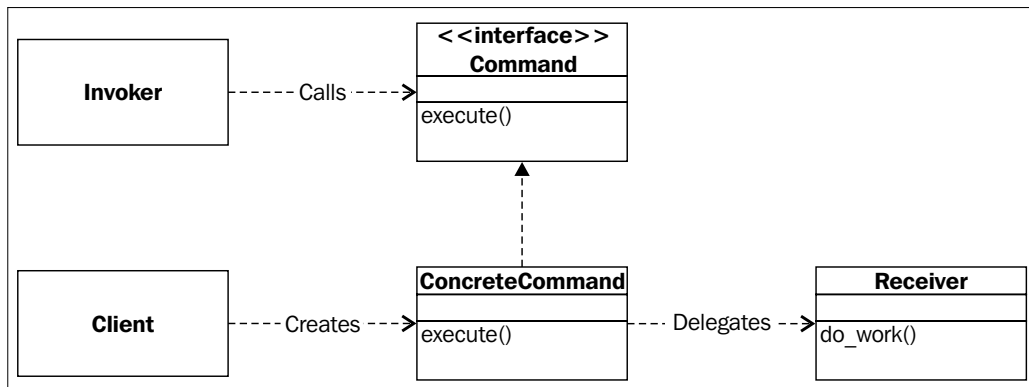 <<interface>>
Command
Invoker
Calls
execute()
ConcreteCommand
Receiver
Client
Creates
execute()
Delegates
do_work()